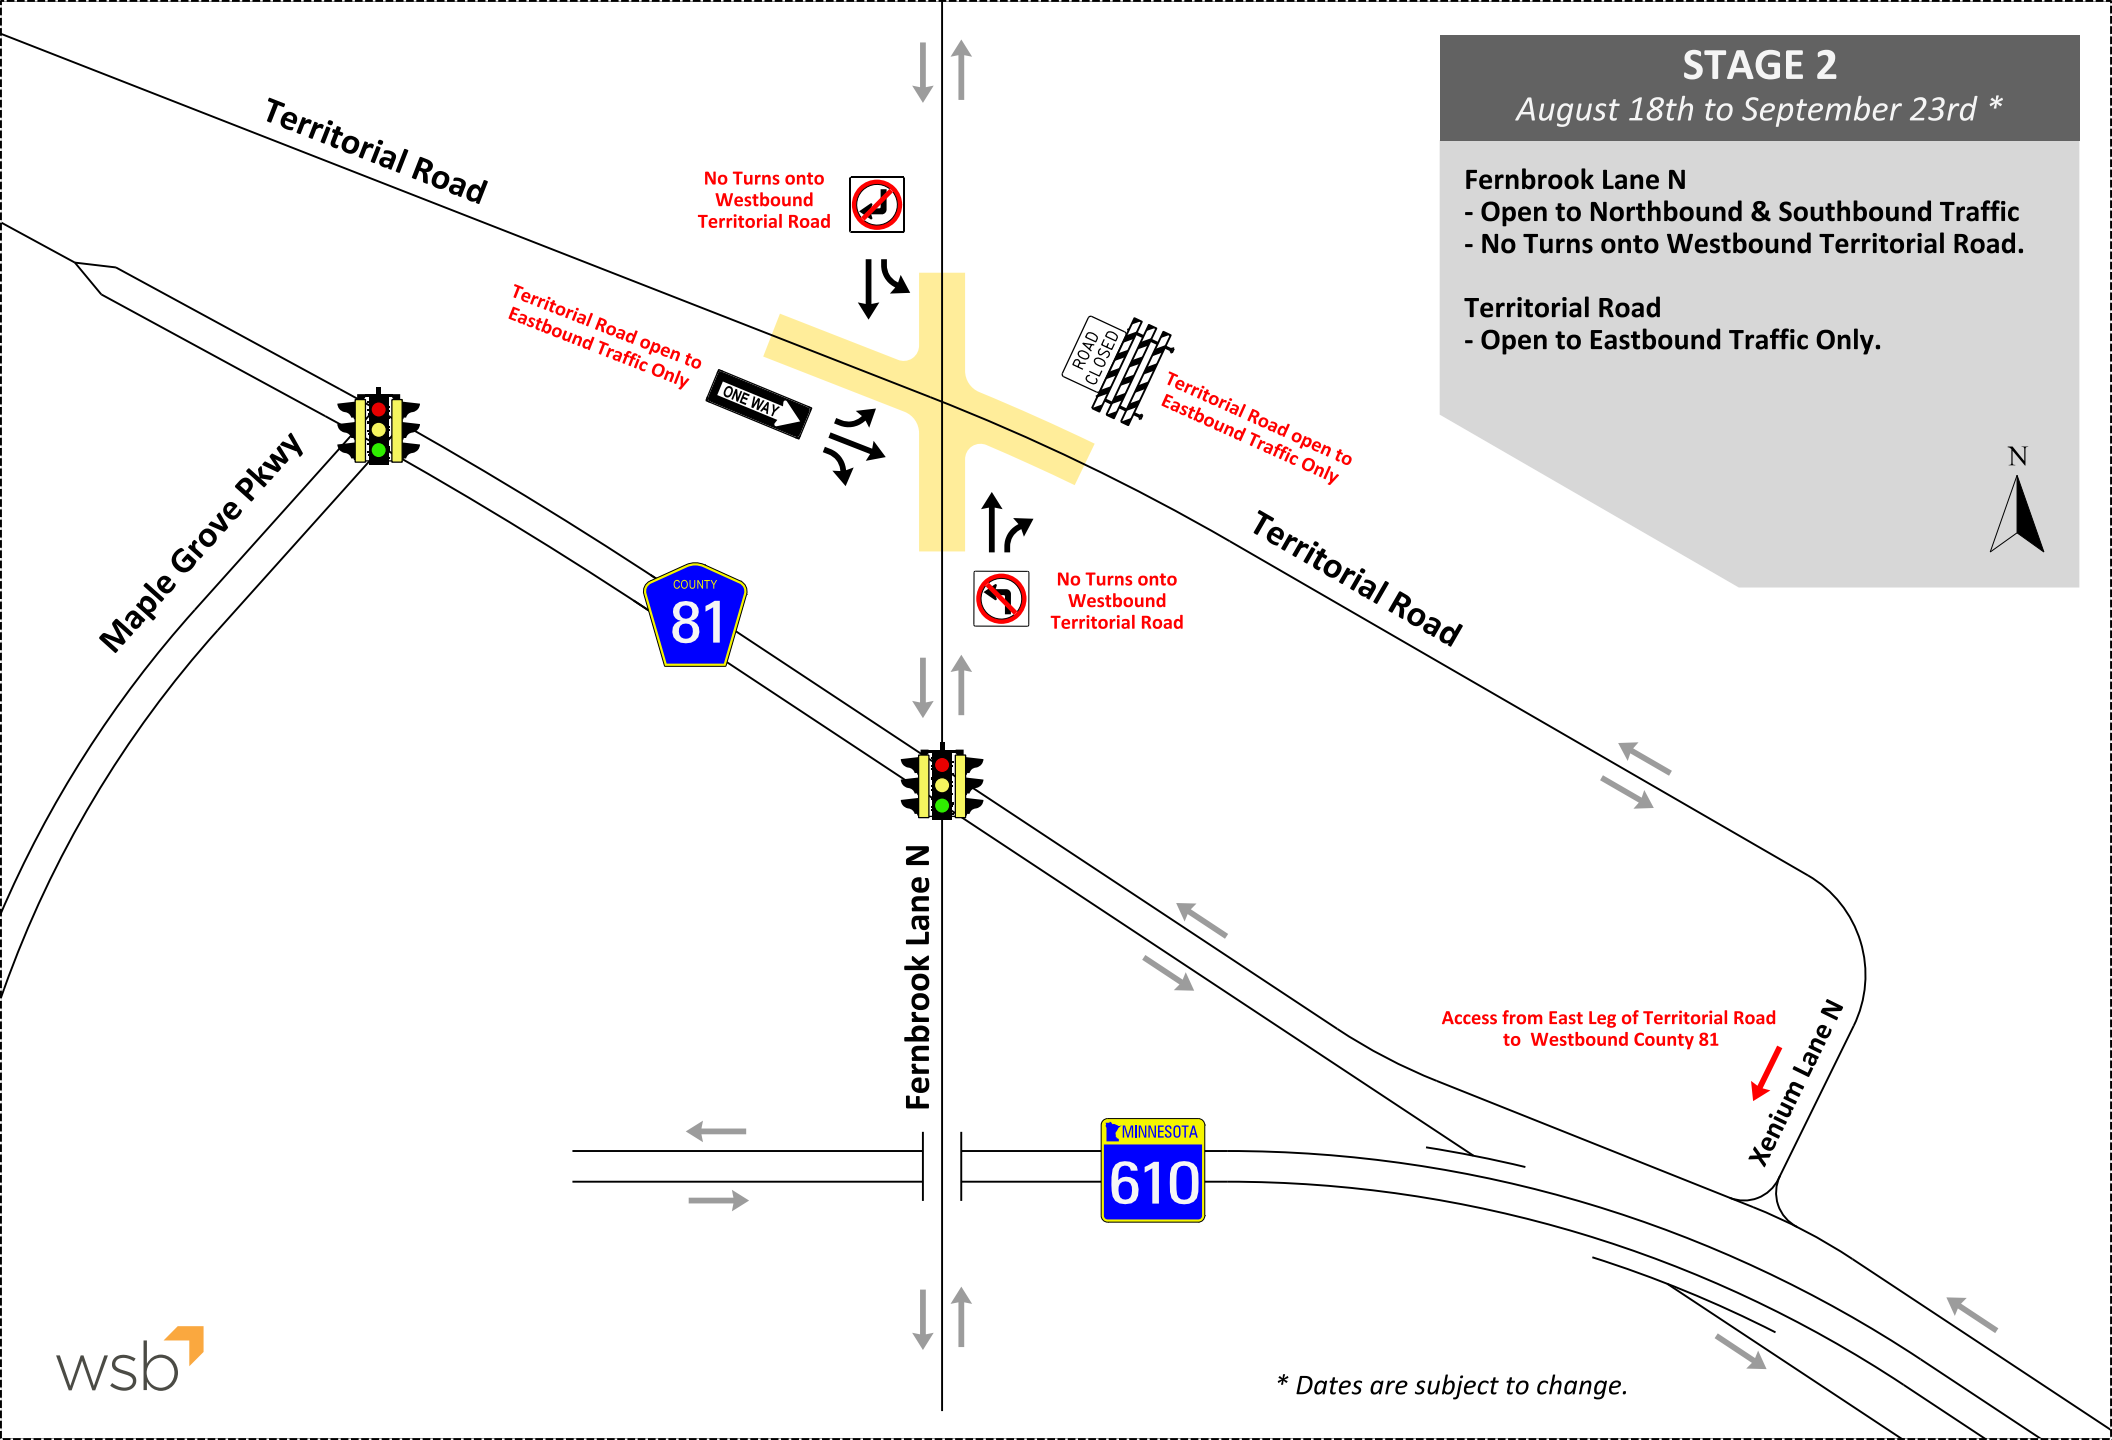 STAGE 2
August 18th to September 23rd *
Fernbrook Lane N
- Open to Northbound & Southbound Traffic
- No Turns onto Westbound Territorial Road.
Territorial Road
- Open to Eastbound Traffic Only.
N
Territorial Road
No Turns onto
Westbound
Territorial Road
Territorial Road open to
Eastbound Traffic Only
ONE WAY
ROAD
CLOSED
Territorial Road open to
Eastbound Traffic Only
Maple Grove Pkwy
COUNTY
81
No Turns onto
Westbound
Territorial Road
Territorial Road
Fernbrook Lane N
Access from East Leg of Territorial Road
to Westbound County 81
Xenium Lane N
MINNESOTA
610
wsb
* Dates are subject to change.